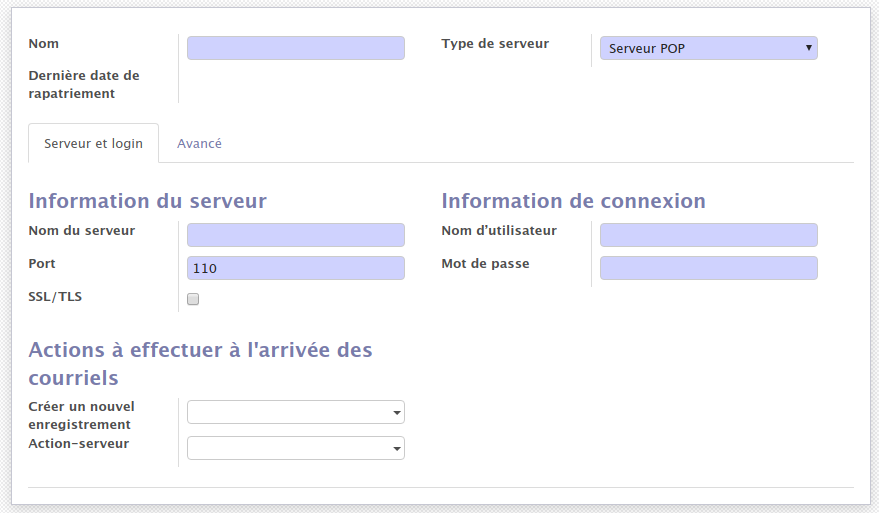 Nom
Type de serveur
Serveur POP
Dernière date de
rapatriement
Serveur et login
Avancé
Information du serveur
Information de connexion
Nom du serveur
Nom d'utilisateur
Port
110
Mot de passe
SSL/TLS
Actions à effectuer à l'arrivée des
courriels
Créer un nouvel
enregistrement
Action-serveur